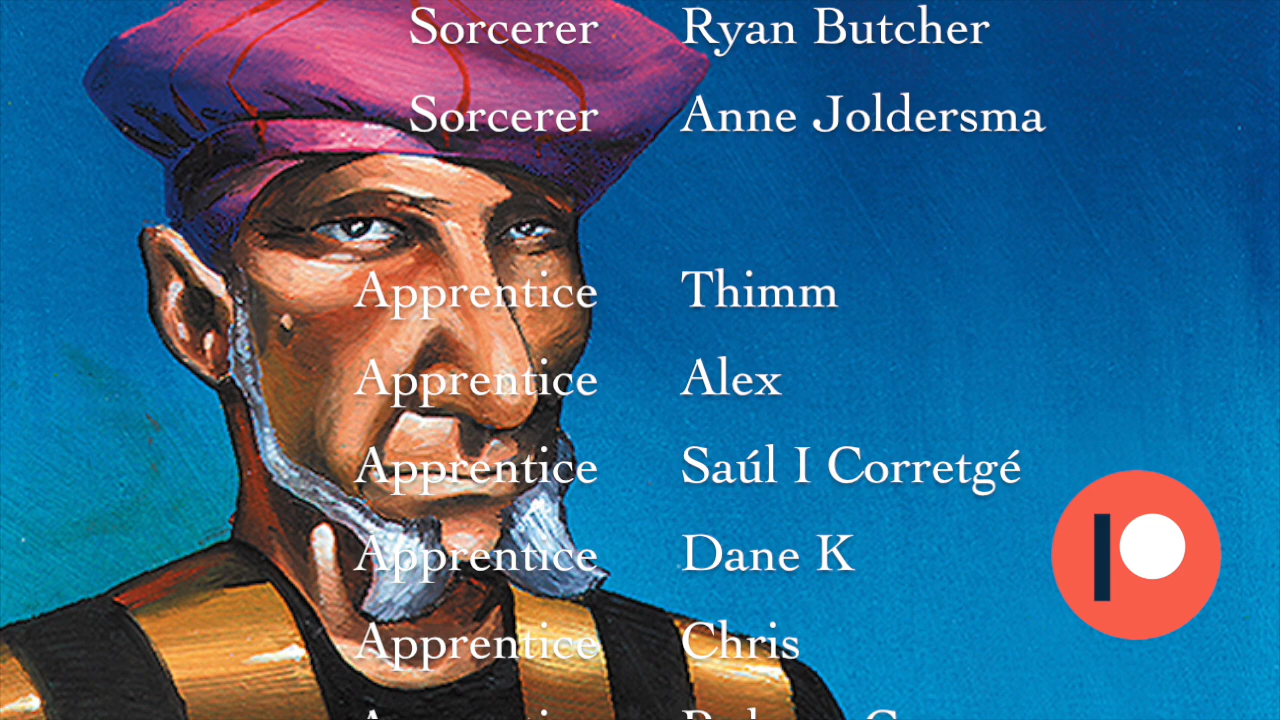 Sorcerer Ryan Butcher
Sorcerer Anne Joldersma
Apprentice Thimm
Apprentice Alex
Apprentice Saúl I Corretgé
Apprentice Dane K
Apprentice Chris